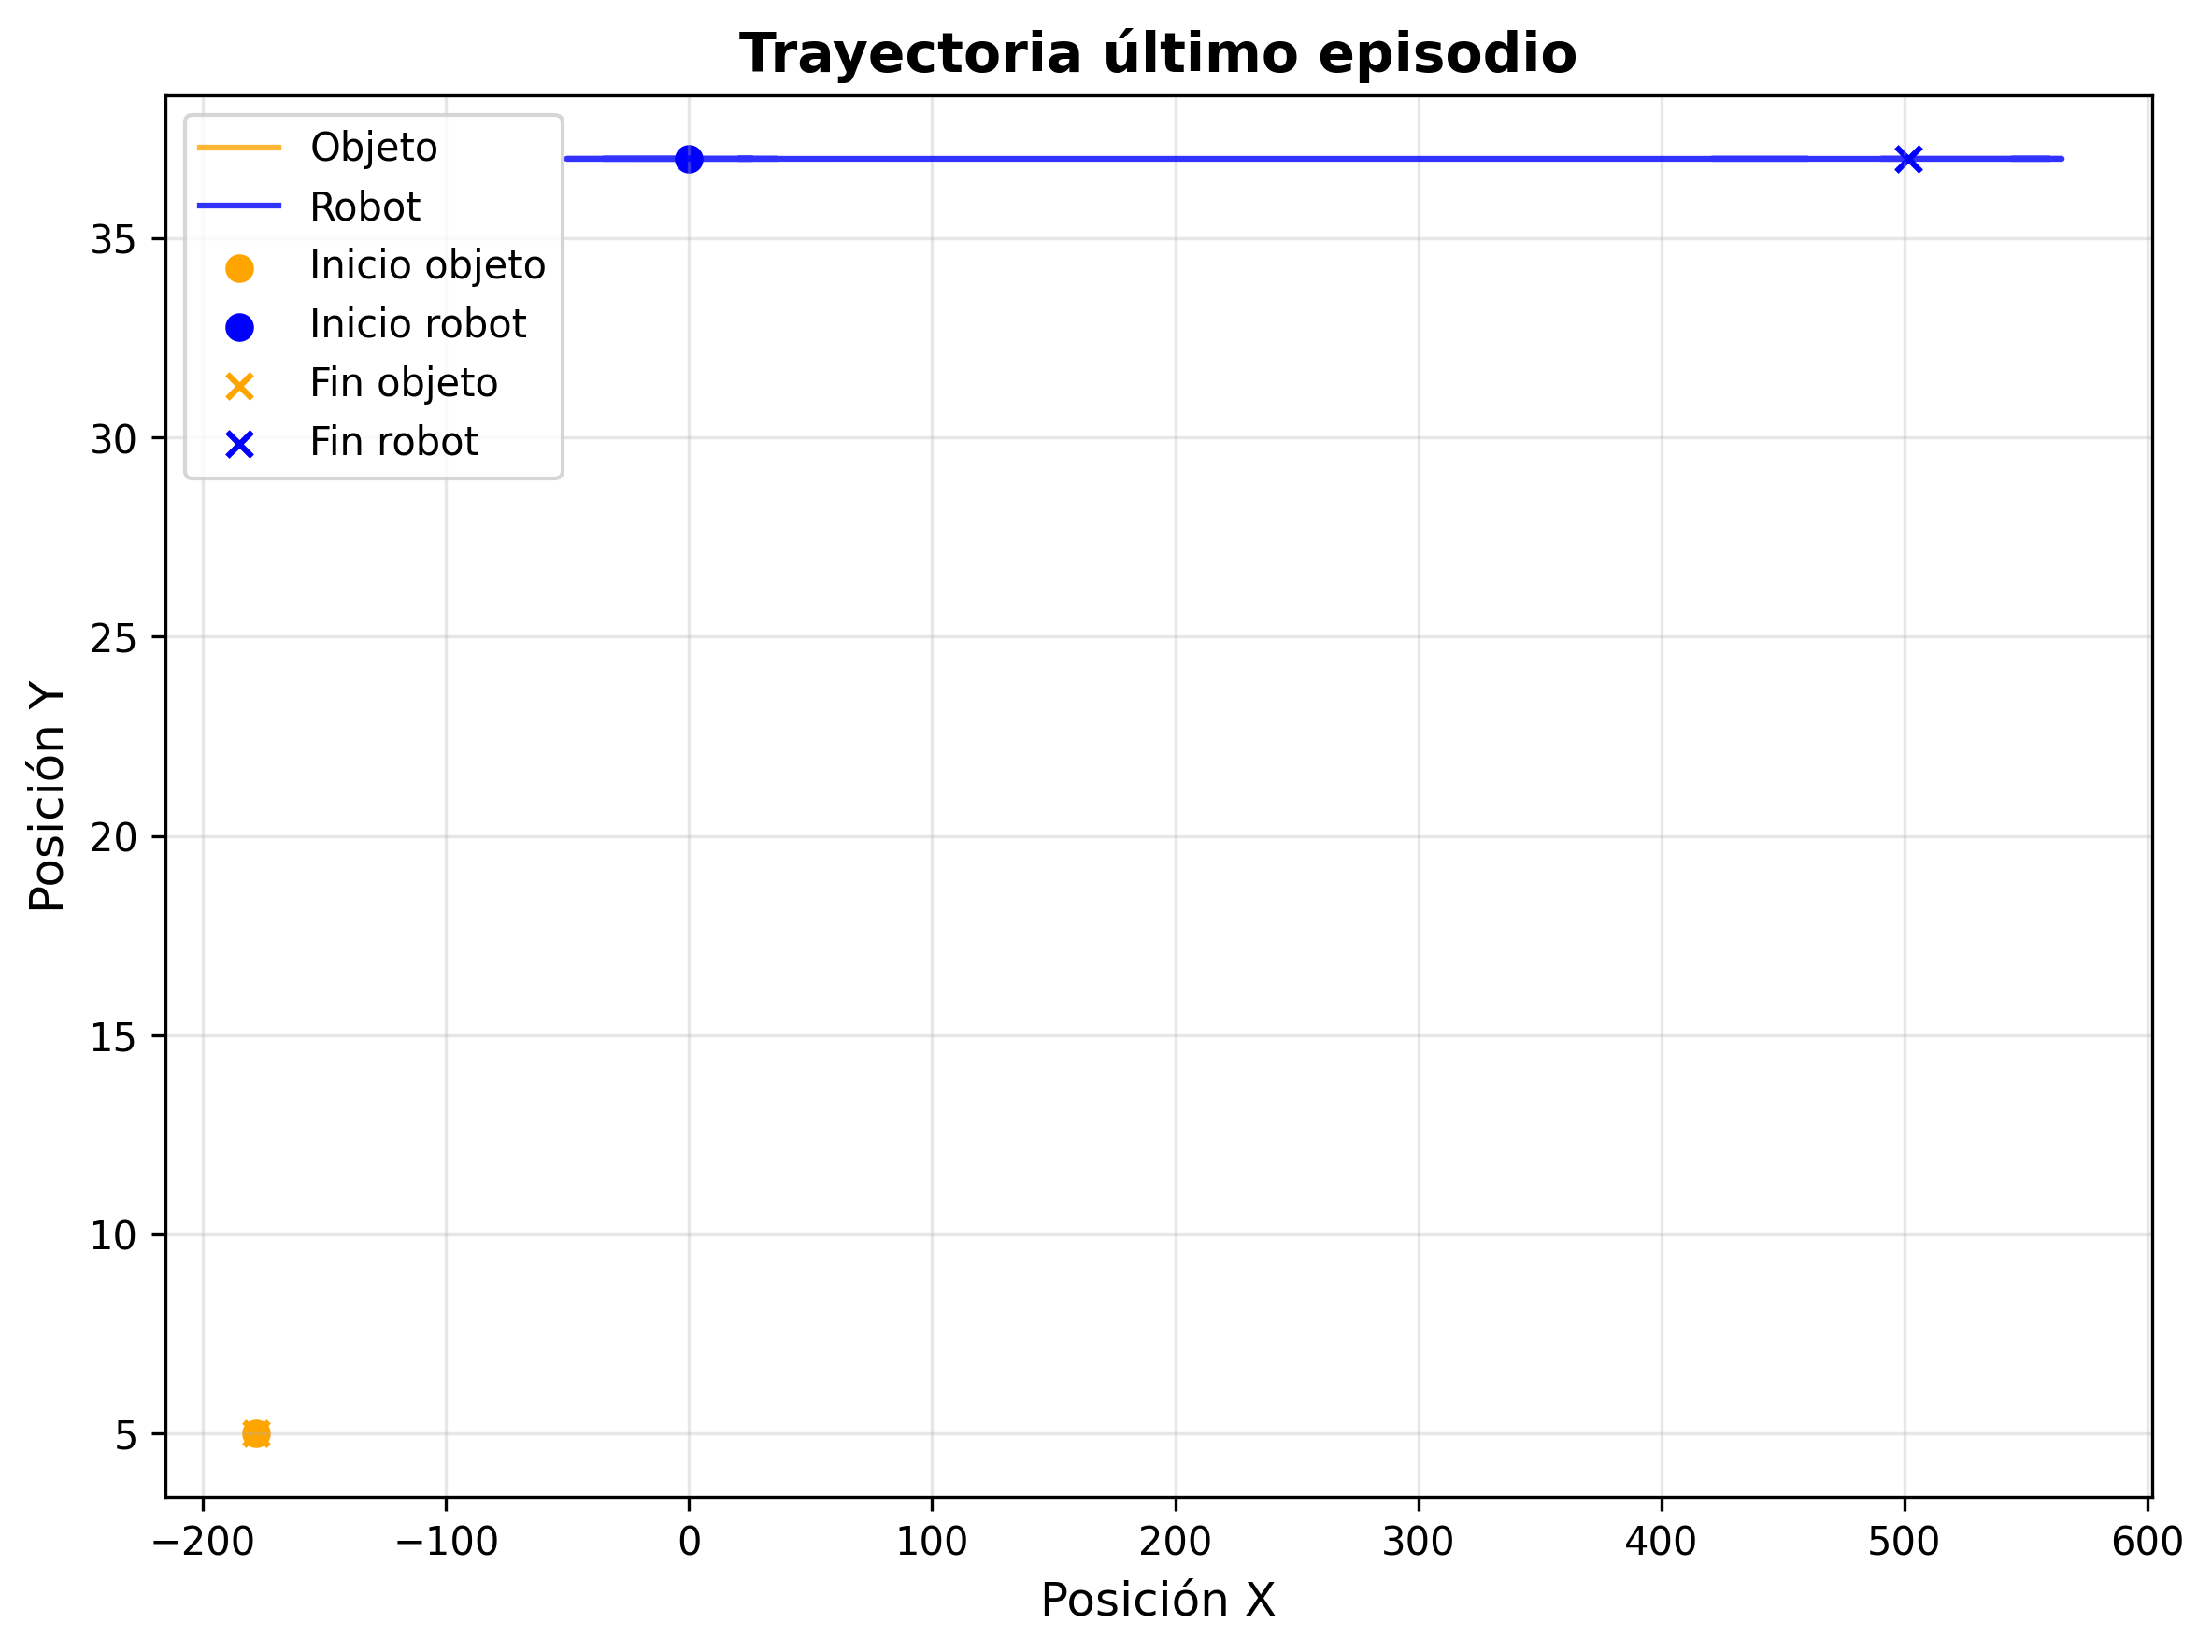 Trayectoria último episodio
Objeto
Robot
Inicio objeto
Inicio robot
Fin objeto
Fin robot
Posición Y
35
30
25
20
15
10
5
−200 −100 0 100 200 300 400 500 600
Posición X